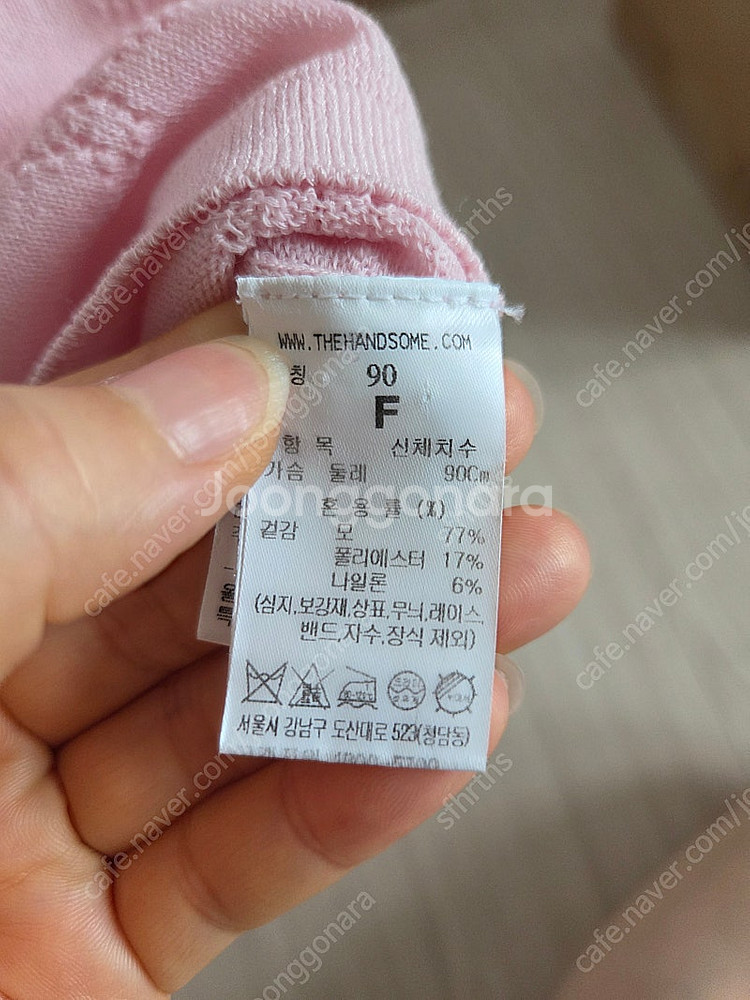 WWW.THEHANDSOME.COM
칭 90
F
항 목 신체치수
가슴 둘레 90Cm
혼 용 률 (%)
겉감 모 77%
폴리에스터 17%
나일론 6%
(심지,보강재,상표,무늬,레이스,
밴드,자수,장식 제외)
서울시 강남구 도산대로 523(청담동)
Joonggonara